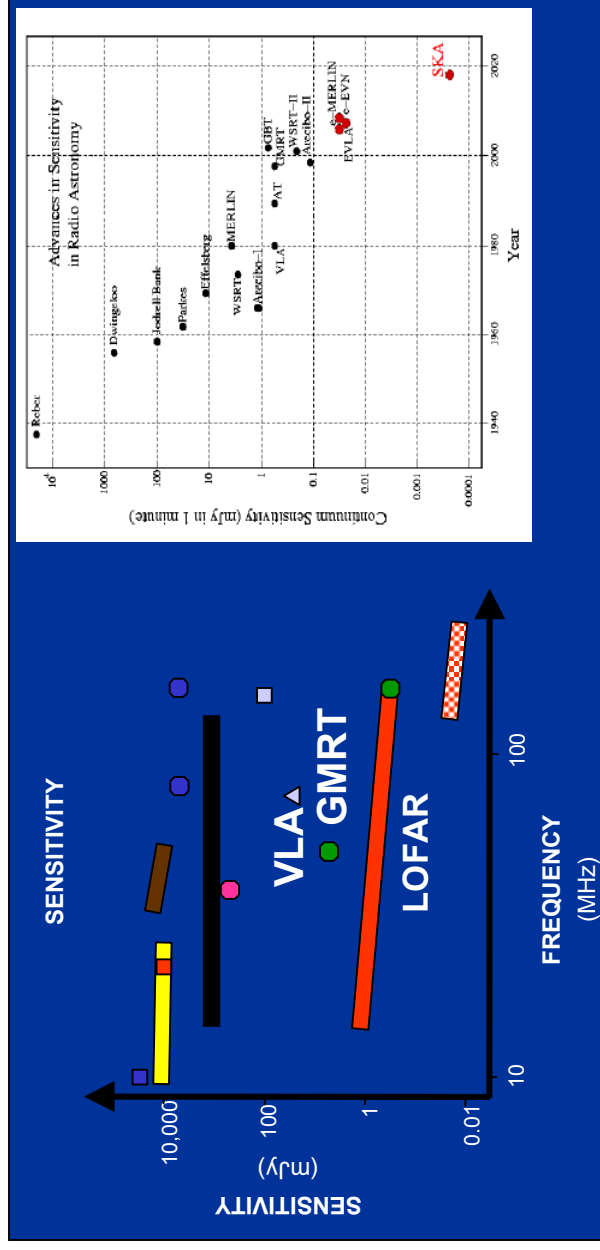 SENSITIVITY
SENSITIVITY
(mJy)
10,000
100
1
0.01
VLA
GMRT
LOFAR
10
100
FREQUENCY
(MHz)
Advances in Sensitivity
in Radio Astronomy
Continuum Sensitivity (mJy in 1 minute)
10⁴
1000
100
10
1
0.1
0.01
0.001
0.0001
Reber
Dwingeloo
Jodrell Bank
Parkes
Effelsberg
MERLIN
WSRT
Arecibo-I
VLA
AT
GBT
GMRT
WSRT-II
Arecibo-II
e-MERLIN
e-EVN
EVLA
SKA
1940
1960
1980
2000
2020
Year